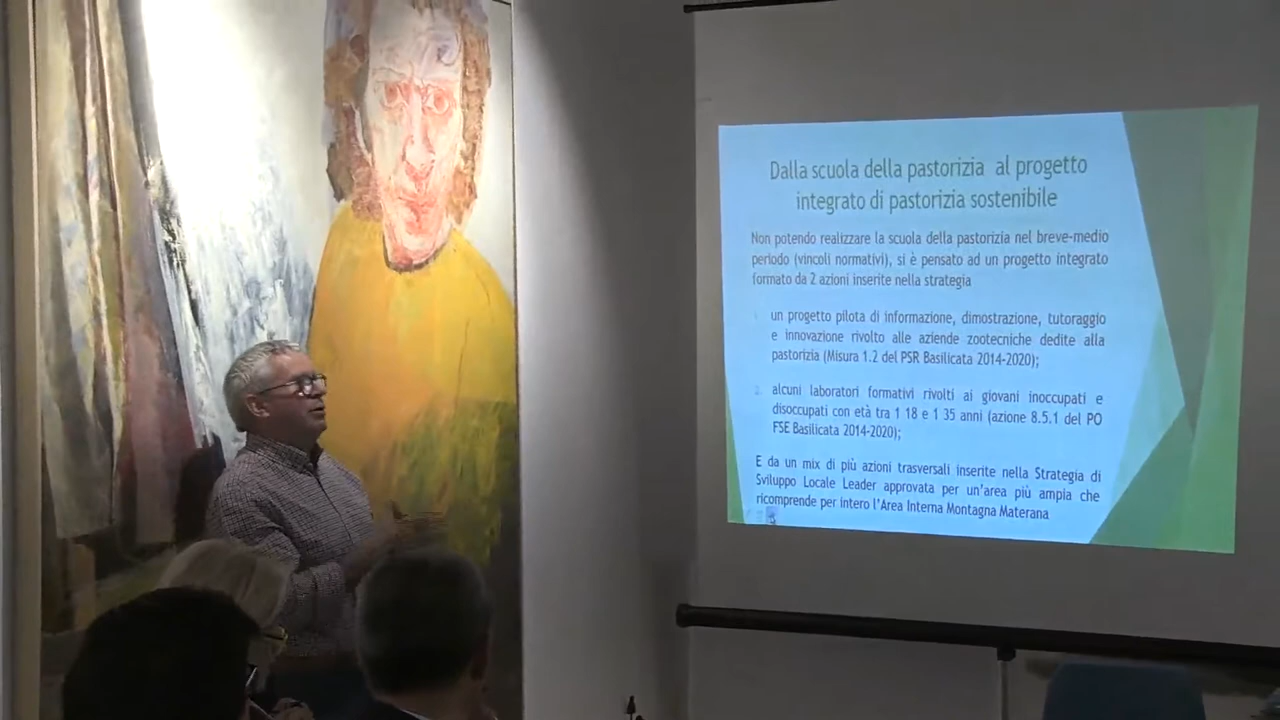 Dalla scuola della pastorizia al progetto
integrato di pastorizia sostenibile
Non potendo realizzare la scuola della pastorizia nel breve-medio
periodo (vincoli normativi), si è pensato ad un progetto integrato
formato da 2 azioni inserite nella strategia
un progetto pilota di informazione, dimostrazione, tutoraggio
e innovazione rivolto alle aziende zootecniche dedite alla
pastorizia (Misura 1.2 del PSR Basilicata 2014-2020);
alcuni laboratori formativi rivolti ai giovani inoccupati e
disoccupati con età tra 1 18 e 1 35 anni (azione 8.5.1 del PO
FSE Basilicata 2014-2020);
E da un mix di più azioni trasversali inserite nella Strategia di
Sviluppo Locale Leader approvata per un'area più ampia che
ricomprende per intero l'Area Interna Montagna Materana